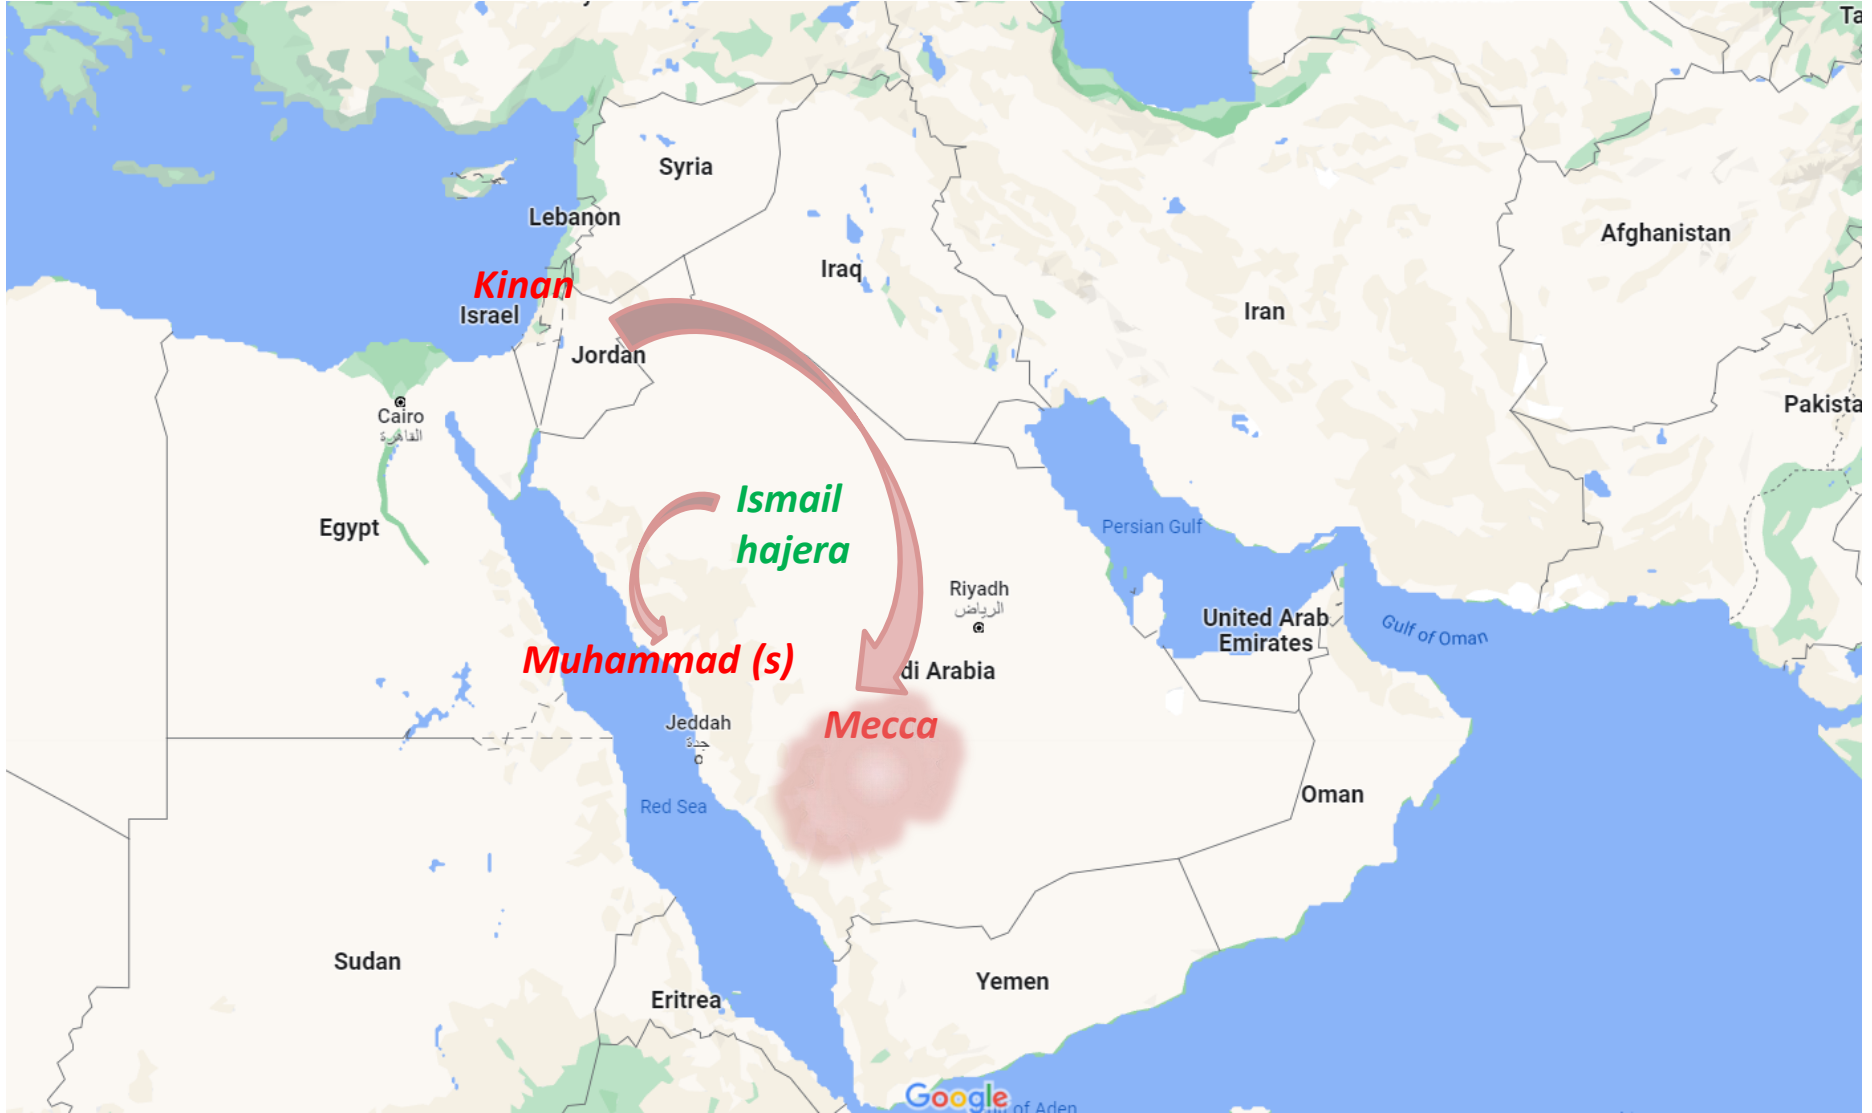 Ta
Syria
Lebanon
Afghanistan
Iraq
Kinan
Israel
Iran
Jordan
Cairo
القاهرة
Pakista
Ismail
hajera
Egypt
Persian Gulf
Riyadh
الرياض
United Arab
Emirates
Gulf of Oman
Muhammad (s)
di Arabia
Mecca
Jeddah
جدة
Red Sea
Oman
Sudan
Yemen
Eritrea
Google
of Aden